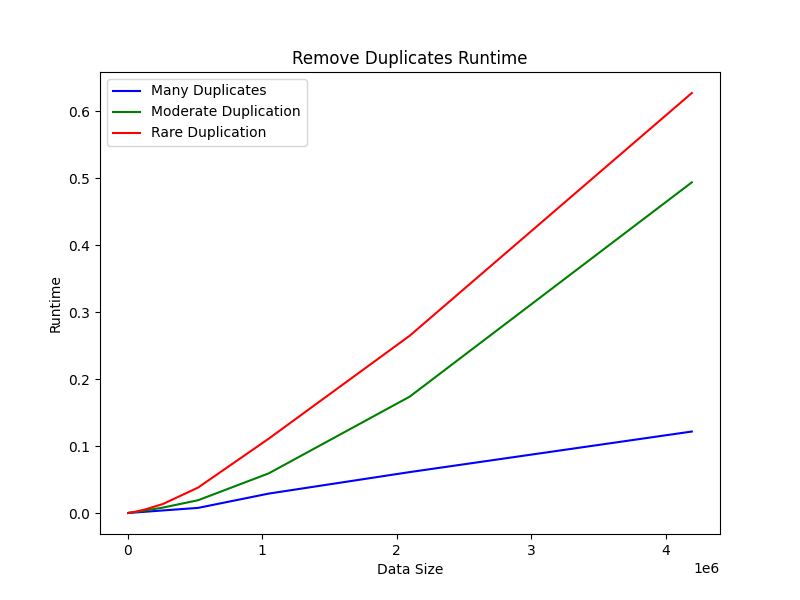 Remove Duplicates Runtime
Many Duplicates
Moderate Duplication
Rare Duplication
0.6
0.5
0.4
0.3
0.2
0.1
0.0
Runtime
0 1 2 3 4
Data Size
1e6